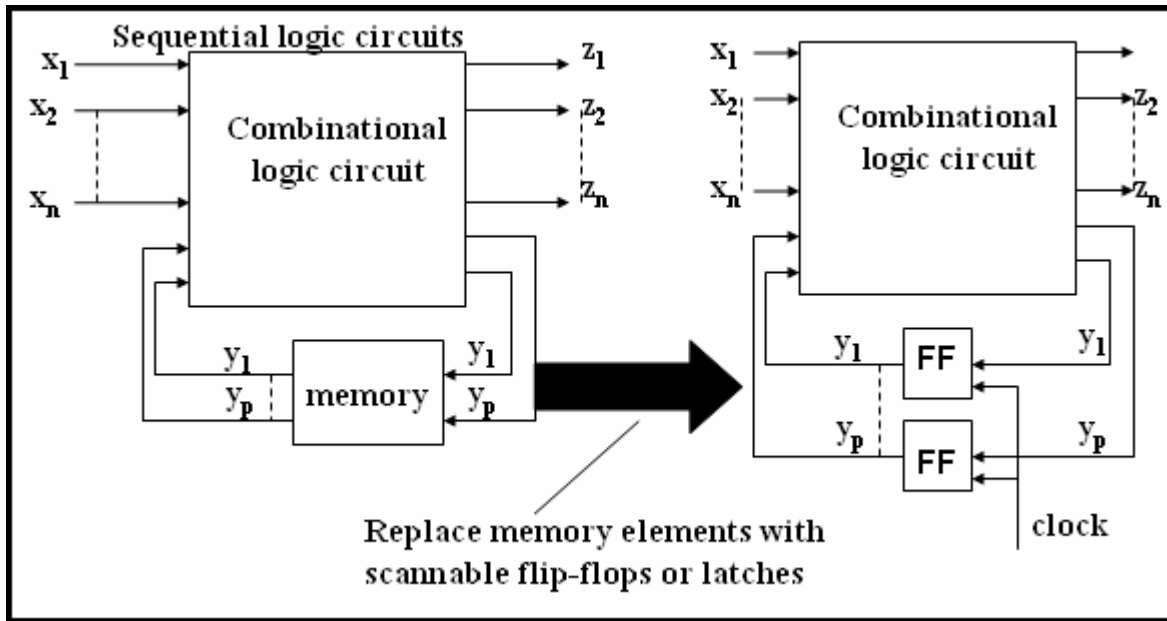 Sequential logic circuits
x1
x2
xn
Combinational
logic circuit
z1
z2
zn
y1
yp
memory
y1
yp
x1
x2
xn
Combinational
logic circuit
z2
zn
y1
yp
FF
FF
y1
yp
clock
Replace memory elements with
scannable flip-flops or latches